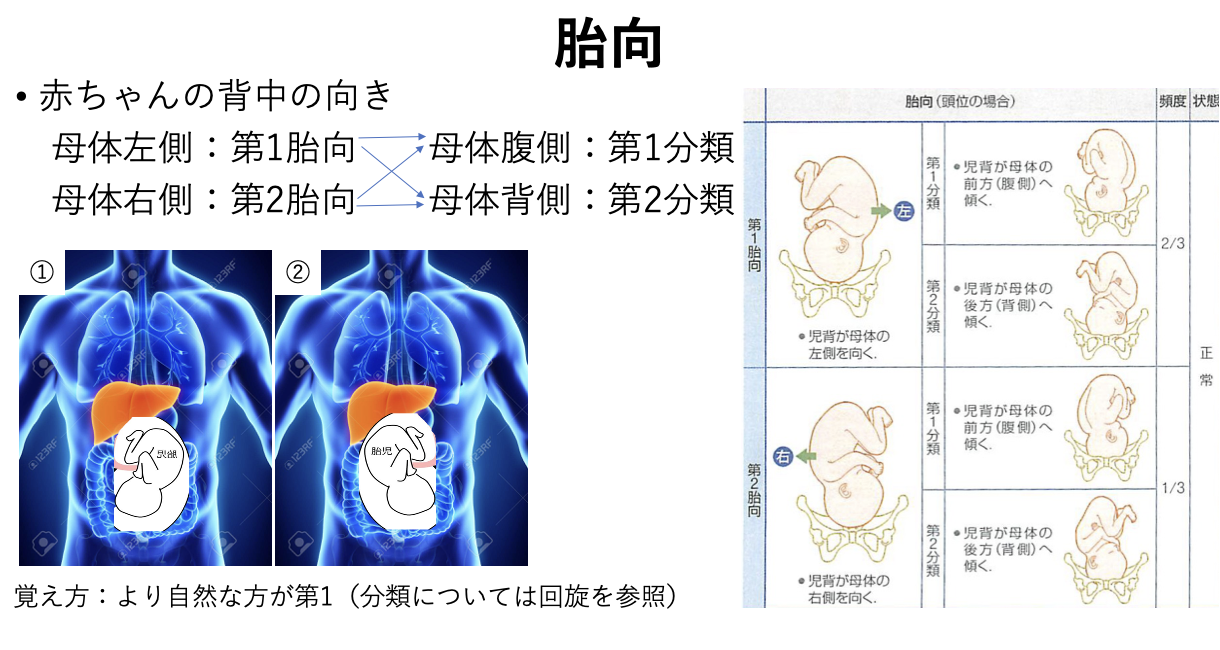 胎向
• 赤ちゃんの背中の向き
母体左側：第1胎向 母体腹側：第1分類
母体右側：第2胎向 母体背側：第2分類
① ②
123RF
胎児
胎児
覚え方：より自然な方が第1（分類については回旋を参照）
胎向（頭位の場合） 頻度 状態
第1胎向
左
●児背が母体の
左側を向く.
第1分類
●児背が母体の
前方（腹側）へ
傾く.
第2分類
●児背が母体の
後方（背側）へ
傾く.
2/3
正常
第2胎向
右
●児背が母体の
右側を向く.
第1分類
●児背が母体の
前方（腹側）へ
傾く.
第2分類
●児背が母体の
後方（背側）へ
傾く.
1/3